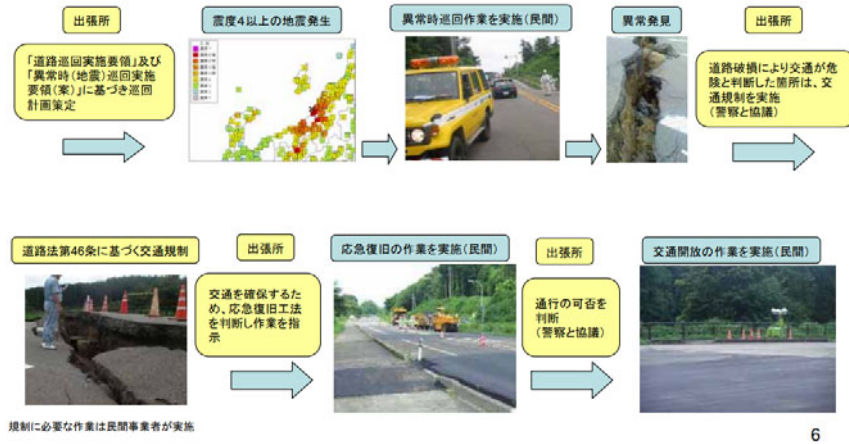 出張所
「道路巡回実施要領」及び
「異常時(地震)巡回実施
要領(案)」に基づき巡回
計画策定
震度4以上の地震発生
異常時巡回作業を実施(民間)
異常発見
出張所
道路破損により交通が危
険と判断した箇所は、交
通規制を実施
(警察と協議)
道路法第46条に基づく交通規制
出張所
交通を確保するた
め、応急復旧工法
を判断し作業を指
示
応急復旧の作業を実施(民間)
出張所
通行の可否を
判断
(警察と協議)
交通開放の作業を実施(民間)
規制に必要な作業は民間事業者が実施
6